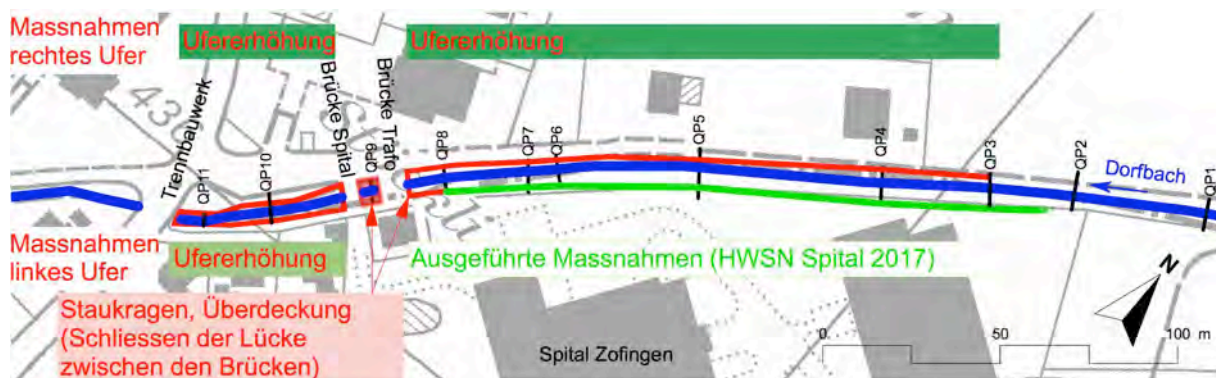 Massnahmen
rechtes Ufer
Ufererhöhung
Ufererhöhung
43
Trennbauwerk
QP11
QP10
Brücke Spital
QP9
Brücke Trafo
QP8
QP7
QP6
QP5
QP4
QP3
QP2
Dorfbach
QP1
Massnahmen
linkes Ufer
Ufererhöhung
Ausgeführte Massnahmen (HWSN Spital 2017)
Staukragen, Überdeckung
(Schliessen der Lücke
zwischen den Brücken)
Spital Zofingen
N
0 50 100 m